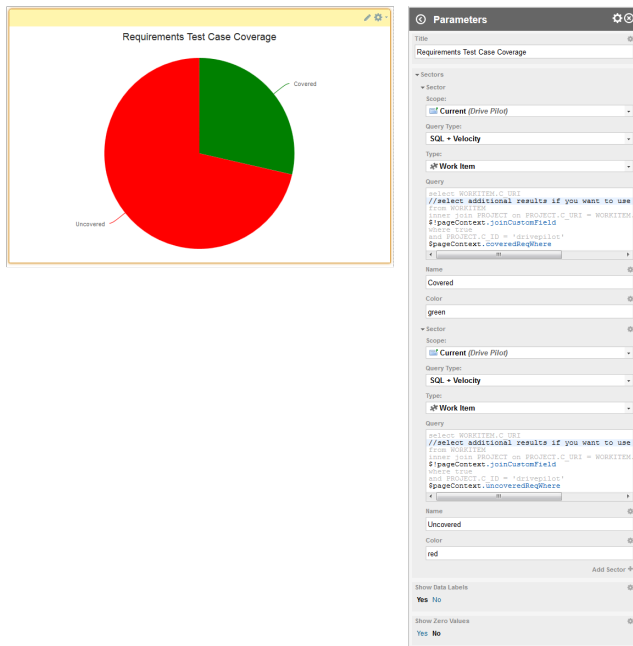 Requirements Test Case Coverage
Covered
Uncovered
Parameters
Title
Requirements Test Case Coverage
Sectors
Sector
Scope:
Current (Drive Pilot)
Query Type:
SQL + Velocity
Type:
Work Item
Query
select WORKITEM.C_URI
//select additional results if you want to use
from WORKITEM
inner join PROJECT on PROJECT.C_URI = WORKITEM.
$!pageContext.joinCustomField
where true
and PROJECT.C_ID = 'drivepilot'
$pageContext.coveredReqWhere
Name
Covered
Color
green
Sector
Scope:
Current (Drive Pilot)
Query Type:
SQL + Velocity
Type:
Work Item
Query
select WORKITEM.C_URI
//select additional results if you want to use
from WORKITEM
inner join PROJECT on PROJECT.C_URI = WORKITEM.
$!pageContext.joinCustomField
where true
and PROJECT.C_ID = 'drivepilot'
$pageContext.uncoveredReqWhere
Name
Uncovered
Color
red
Add Sector +
Show Data Labels
Yes No
Show Zero Values
Yes No